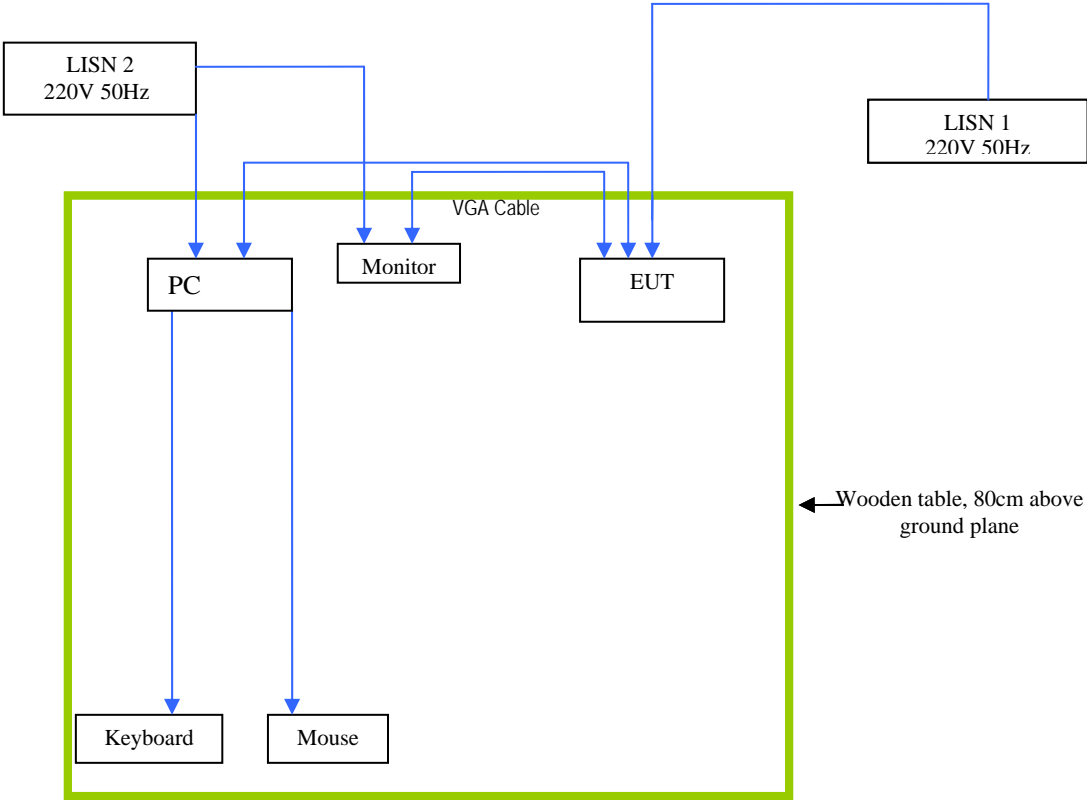 LISN 2
220V 50Hz
LISN 1
220V 50Hz
VGA Cable
PC
Monitor
EUT
Wooden table, 80cm above
ground plane
Keyboard
Mouse